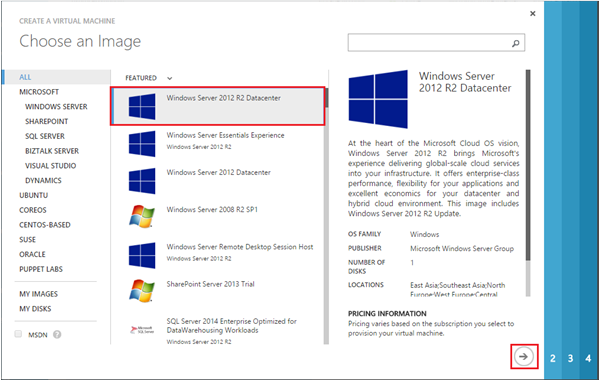 CREATE A VIRTUAL MACHINE
Choose an Image
ALL
MICROSOFT
WINDOWS SERVER
SHAREPOINT
SQL SERVER
BIZTALK SERVER
VISUAL STUDIO
DYNAMICS
UBUNTU
COREOS
CENTOS-BASED
SUSE
ORACLE
PUPPET LABS
MY IMAGES
MY DISKS
MSDN ?
FEATURED
Windows Server 2012 R2 Datacenter
Windows Server Essentials Experience
Windows Server 2012 R2
Windows Server 2012 Datacenter
Windows Server 2008 R2 SP1
Windows Server Remote Desktop Session Host
Windows Server 2012 R2
SharePoint Server 2013 Trial
Microsoft
SQL Server
SQL Server 2014 Enterprise Optimized for
DataWarehousing Workloads
Windows Server 2012 R2
Windows Server
2012 R2 Datacenter
At the heart of the Microsoft Cloud OS vision,
Windows Server 2012 R2 brings Microsoft's
experience delivering global-scale cloud services
into your infrastructure. It offers enterprise-class
performance, flexibility for your applications and
excellent economics for your datacenter and
hybrid cloud environment. This image includes
Windows Server 2012 R2 Update.
OS FAMILY Windows
PUBLISHER Microsoft Windows Server Group
NUMBER OF 1
DISKS
LOCATIONS East Asia;Southeast Asia;North
Europe;West Europe;Central
PRICING INFORMATION
Pricing varies based on the subscription you select to
provision your virtual machine.
2 3 4